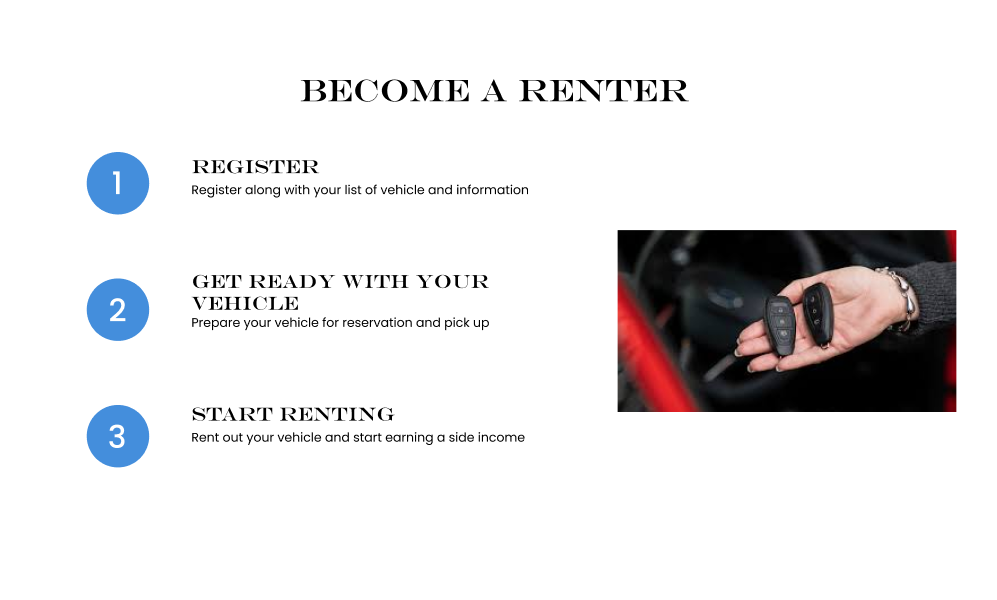 BECOME A RENTER
1
REGISTER
Register along with your list of vehicle and information
2
GET READY WITH YOUR
VEHICLE
Prepare your vehicle for reservation and pick up
3
START RENTING
Rent out your vehicle and start earning a side income